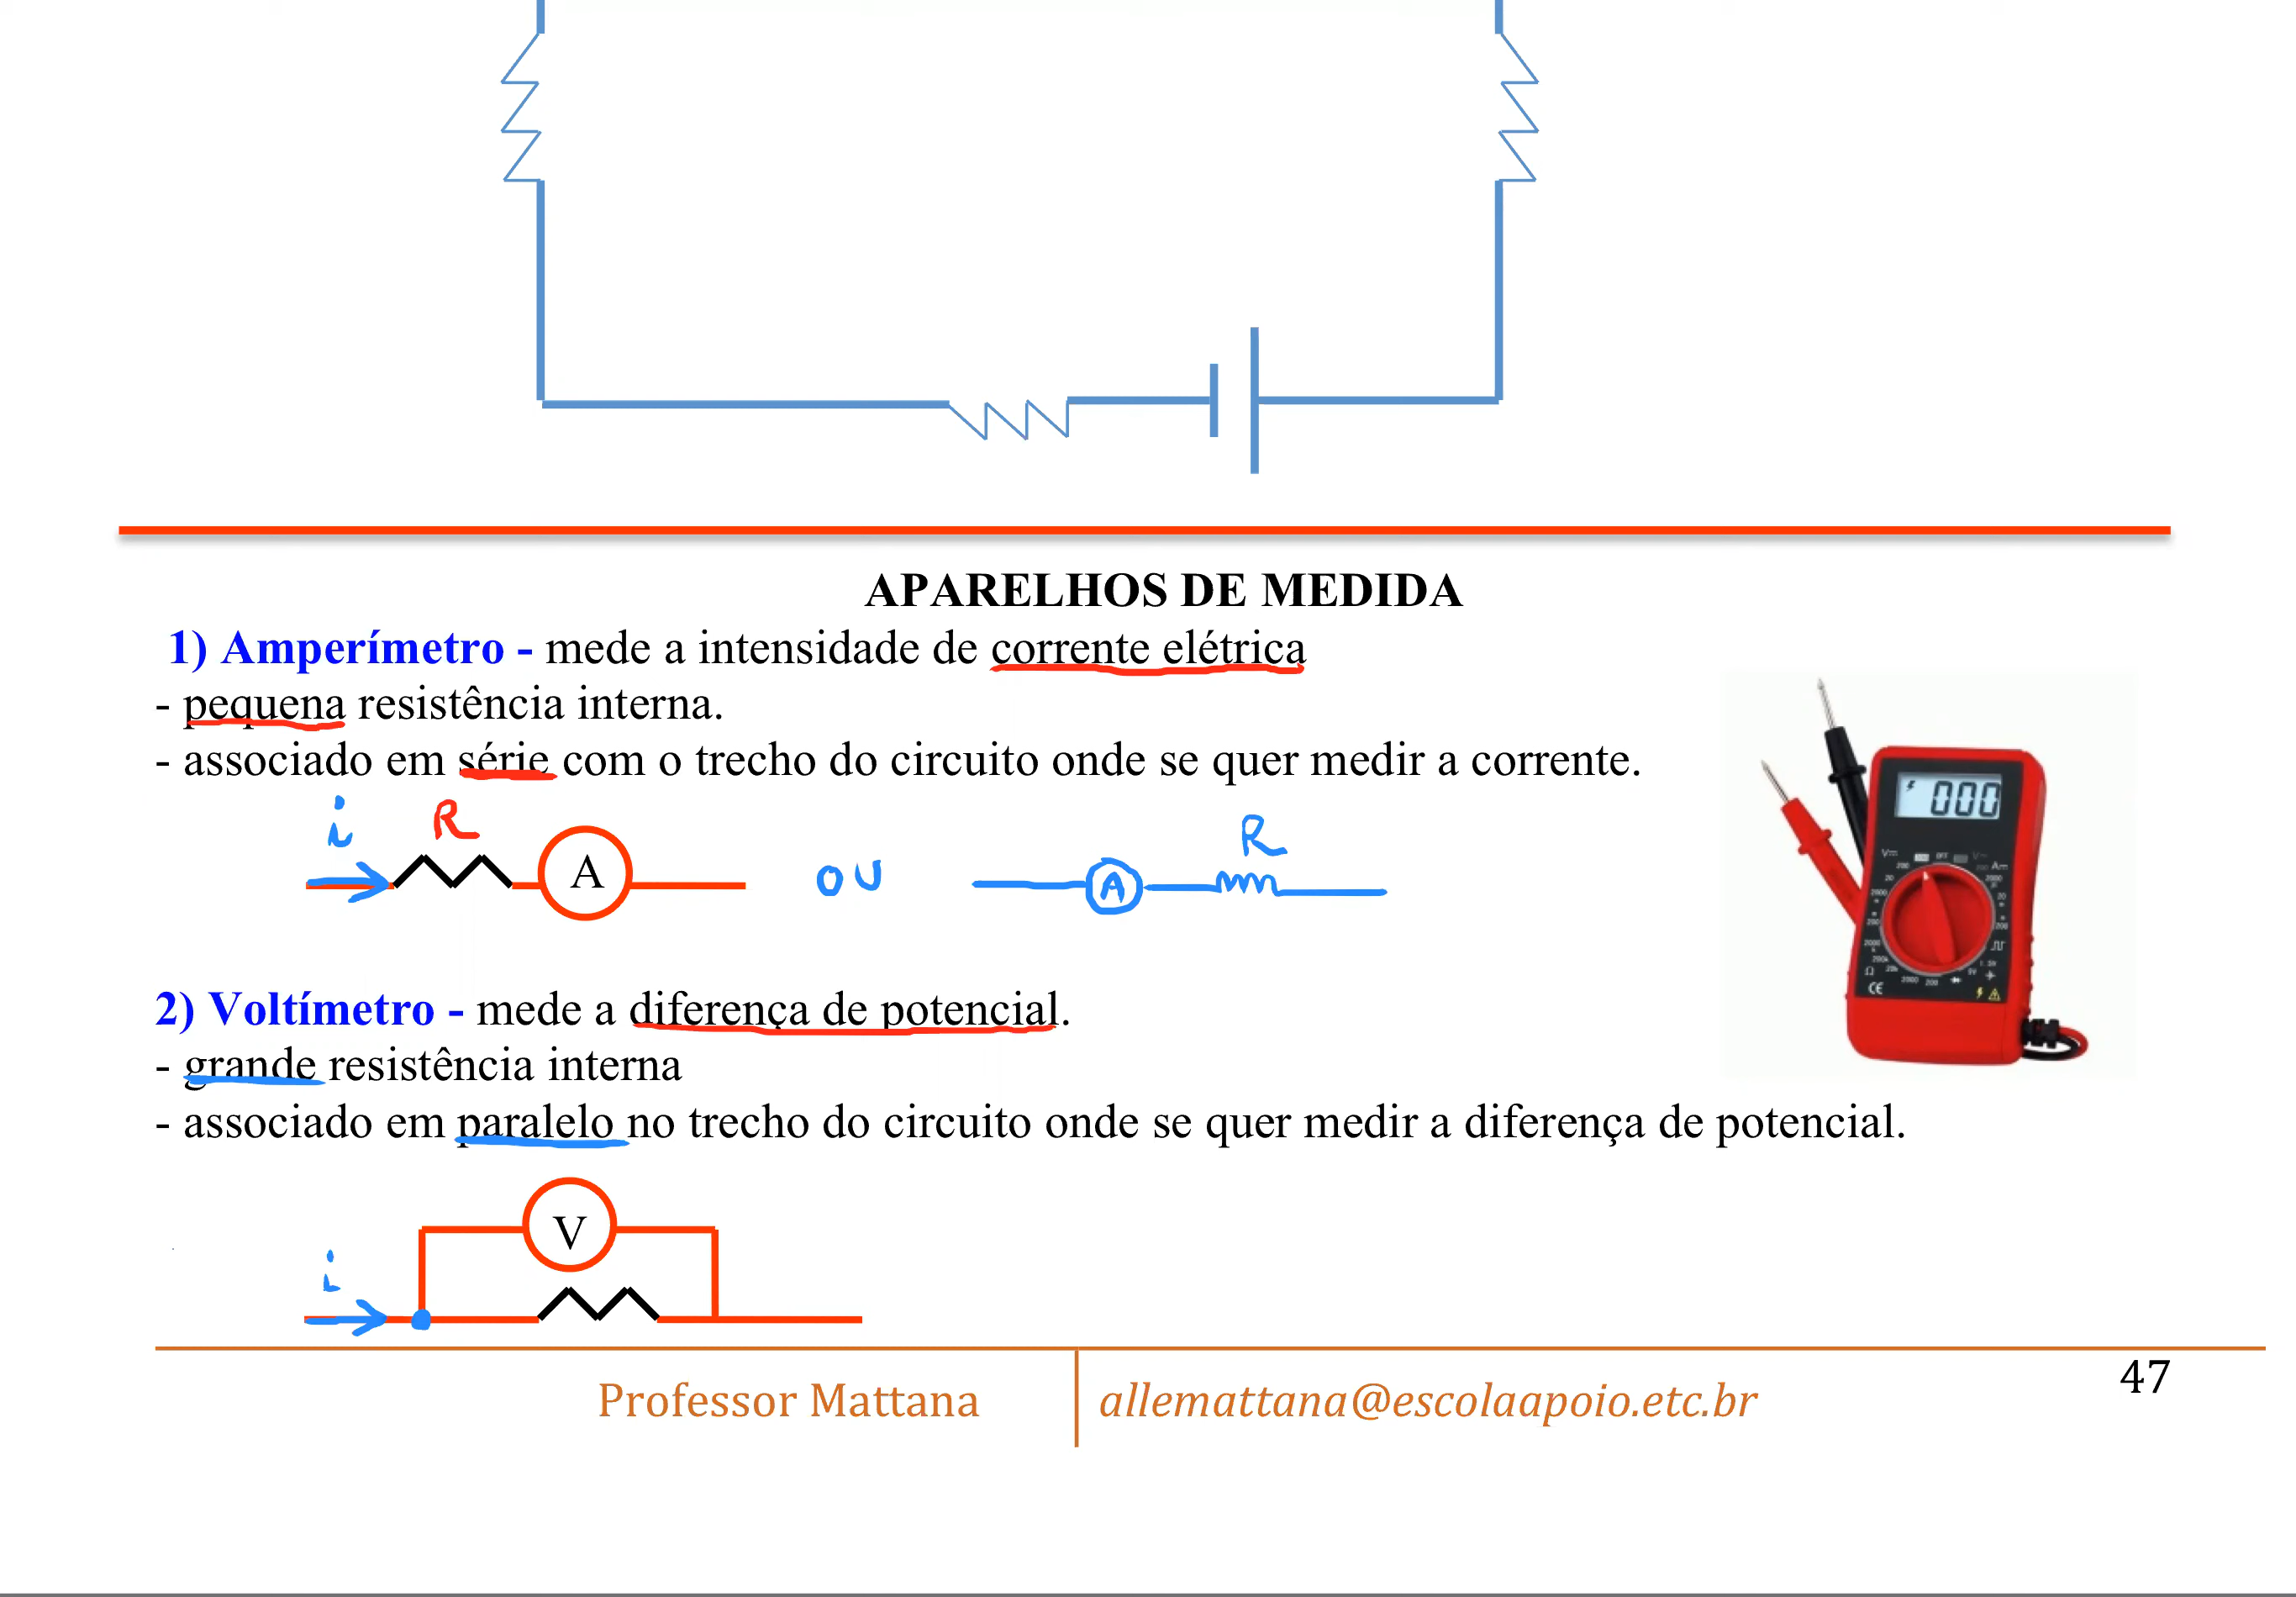 APARELHOS DE MEDIDA
1) Amperímetro - mede a intensidade de corrente elétrica
- pequena resistência interna.
- associado em série com o trecho do circuito onde se quer medir a corrente.
i R R
A OU A
000
2) Voltímetro - mede a diferença de potencial.
- grande resistência interna
- associado em paralelo no trecho do circuito onde se quer medir a diferença de potencial.
V
i
Professor Mattana allemattana@escolaapoio.etc.br 47